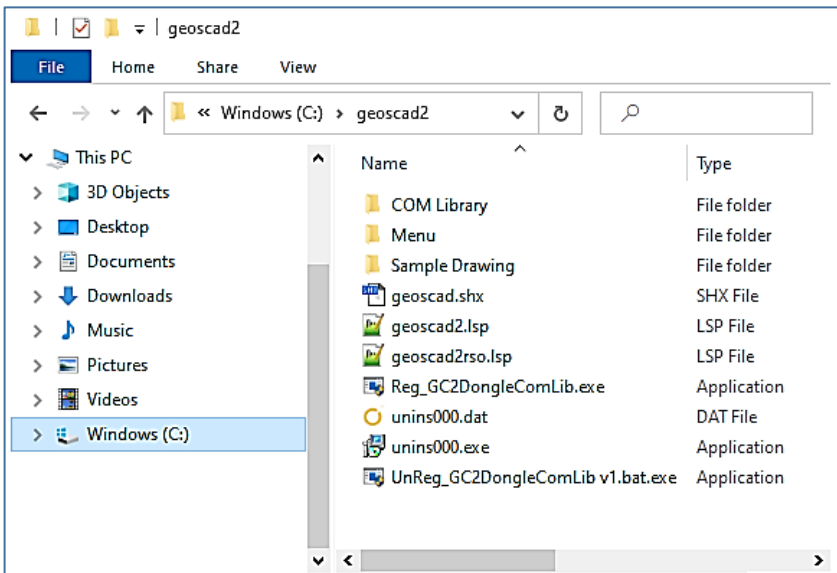 geoscad2
File Home Share View
« Windows (C:) › geoscad2
This PC
3D Objects
Desktop
Documents
Downloads
Music
Pictures
Videos
Windows (C:)
Name Type
COM Library File folder
Menu File folder
Sample Drawing File folder
geoscad.shx SHX File
geoscad2.lsp LSP File
geoscad2rso.lsp LSP File
Reg_GC2DongleComLib.exe Application
unins000.dat DAT File
unins000.exe Application
UnReg_GC2DongleComLib v1.bat.exe Application